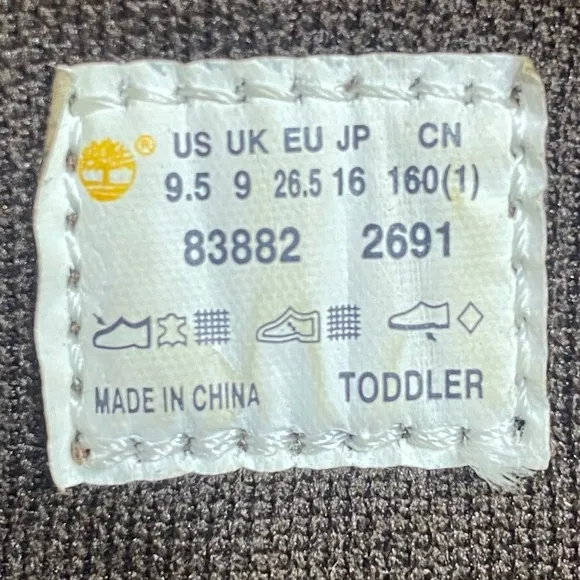 ® US UK EU JP CN
9.5 9 26.5 16 160(1)
83882 2691
MADE IN CHINA TODDLER